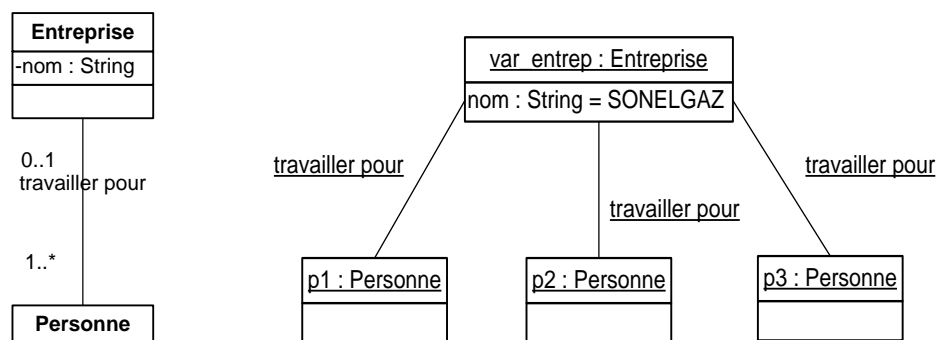 Entreprise
-nom : String
0..1
travailler pour
1..*
Personne
var_entrep : Entreprise
nom : String = SONELGAZ
travailler pour
travailler pour
travailler pour
p1 : Personne
p2 : Personne
p3 : Personne